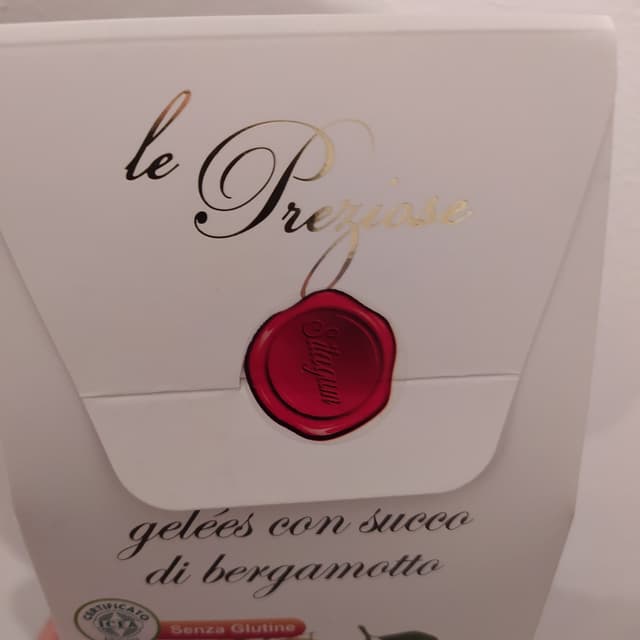 le Preziose
gelées con succo
di bergamotto
CERTIFICATO
Senza Glutine